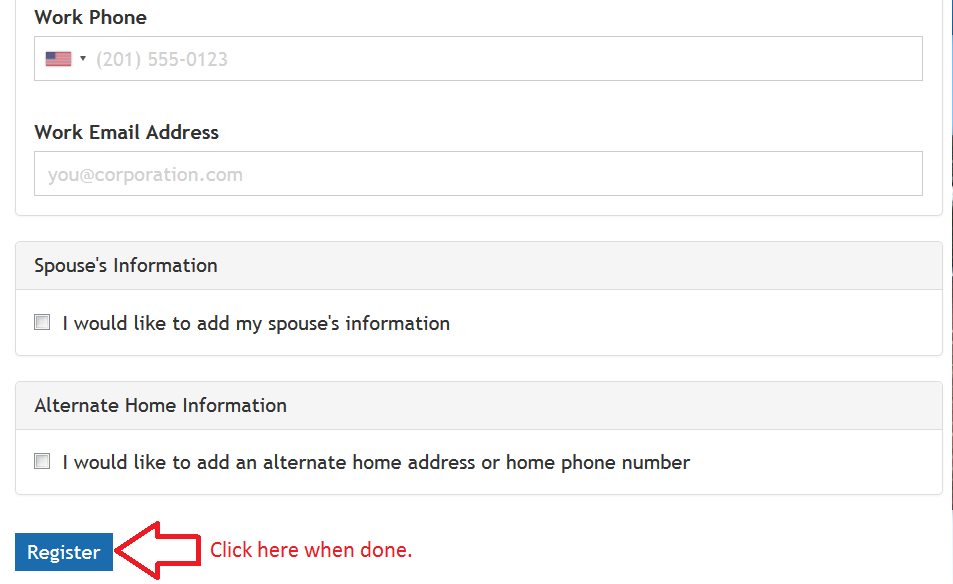 Work Phone
(201) 555-0123
Work Email Address
you@corporation.com
Spouse's Information
I would like to add my spouse's information
Alternate Home Information
I would like to add an alternate home address or home phone number
Register
Click here when done.